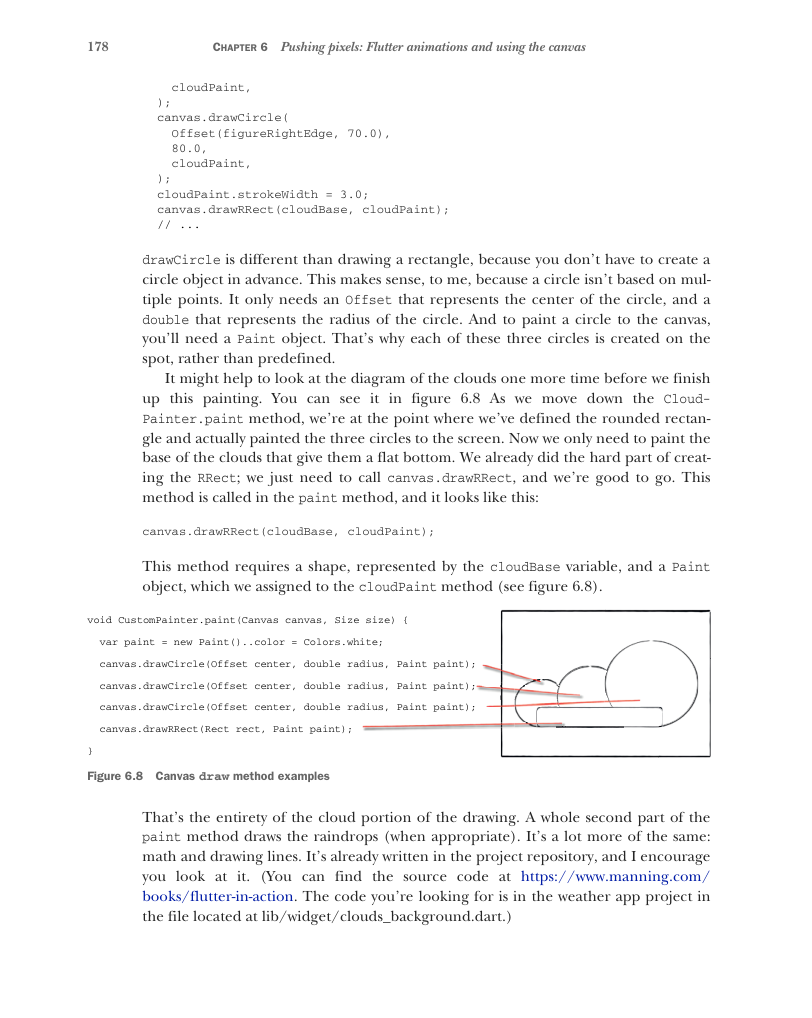 178 CHAPTER 6 Pushing pixels: Flutter animations and using the canvas
cloudPaint,
);
canvas.drawCircle(
Offset(figureRightEdge, 70.0),
80.0,
cloudPaint,
);
cloudPaint.strokeWidth = 3.0;
canvas.drawRRect(cloudBase, cloudPaint);
// ...
drawCircle is different than drawing a rectangle, because you don't have to create a
circle object in advance. This makes sense, to me, because a circle isn't based on mul-
tiple points. It only needs an Offset that represents the center of the circle, and a
double that represents the radius of the circle. And to paint a circle to the canvas,
you'll need a Paint object. That's why each of these three circles is created on the
spot, rather than predefined.
It might help to look at the diagram of the clouds one more time before we finish
up this painting. You can see it in figure 6.8 As we move down the Cloud-
Painter.paint method, we're at the point where we've defined the rounded rectan-
gle and actually painted the three circles to the screen. Now we only need to paint the
base of the clouds that give them a flat bottom. We already did the hard part of creat-
ing the RRect; we just need to call canvas.drawRRect, and we're good to go. This
method is called in the paint method, and it looks like this:
canvas.drawRRect(cloudBase, cloudPaint);
This method requires a shape, represented by the cloudBase variable, and a Paint
object, which we assigned to the cloudPaint method (see figure 6.8).
void CustomPainter.paint(Canvas canvas, Size size) {
var paint = new Paint()..color = Colors.white;
canvas.drawCircle(Offset center, double radius, Paint paint);
canvas.drawCircle(Offset center, double radius, Paint paint);
canvas.drawCircle(Offset center, double radius, Paint paint);
canvas.drawRRect(Rect rect, Paint paint);
}
Figure 6.8 Canvas draw method examples
That's the entirety of the cloud portion of the drawing. A whole second part of the
paint method draws the raindrops (when appropriate). It's a lot more of the same:
math and drawing lines. It's already written in the project repository, and I encourage
you look at it. (You can find the source code at https://www.manning.com/
books/flutter-in-action. The code you're looking for is in the weather app project in
the file located at lib/widget/clouds_background.dart.)